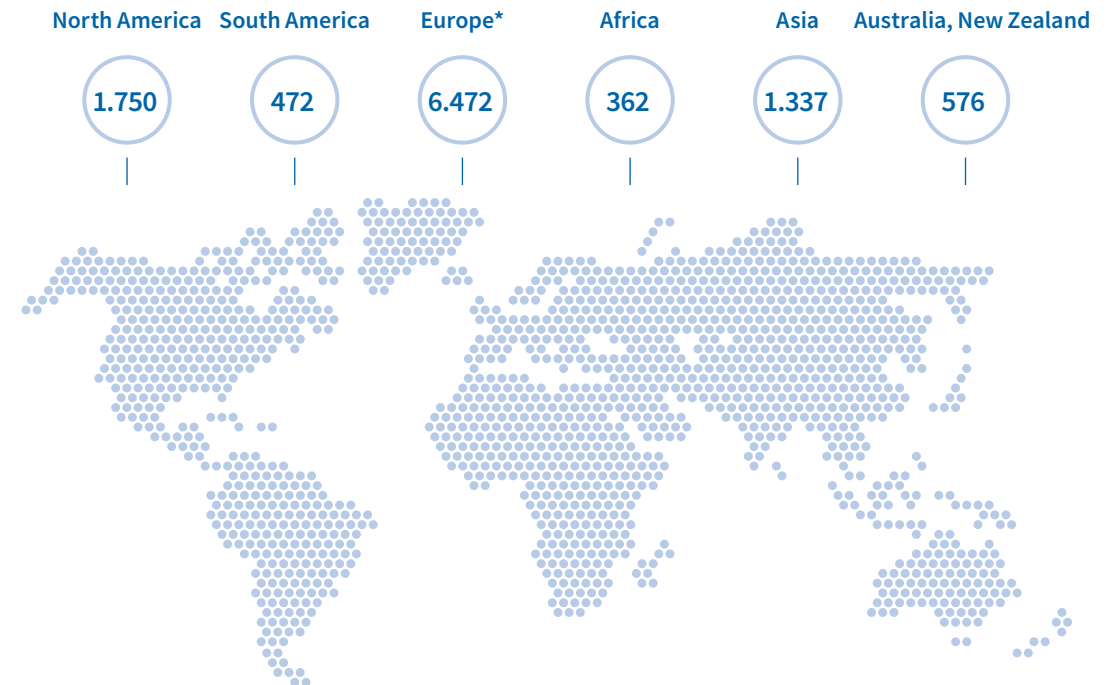 North America South America Europe* Africa Asia Australia, New Zealand
1.750 472 6.472 362 1.337 576